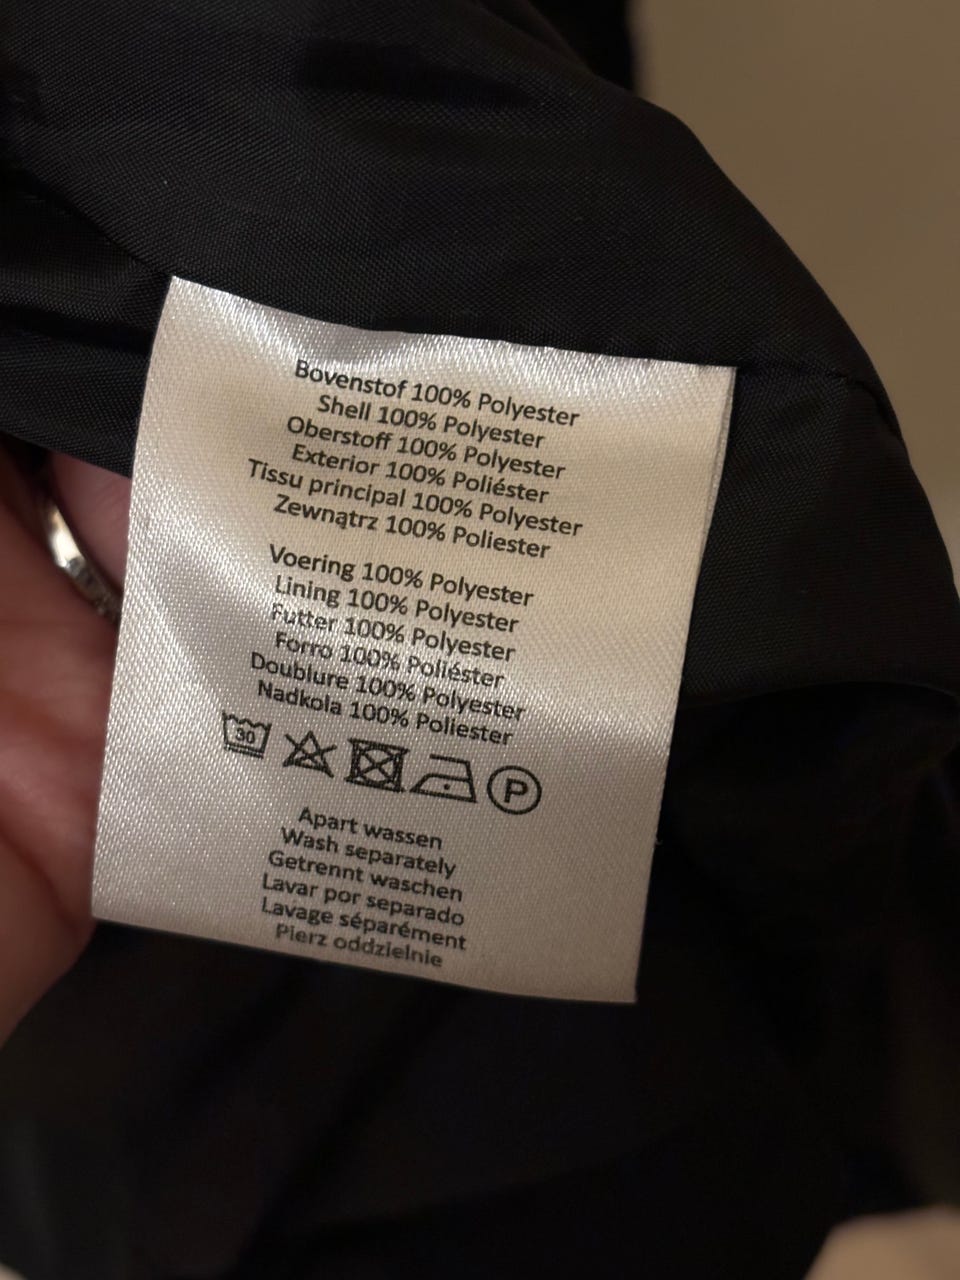 Bovenstof 100% Polyester
Shell 100% Polyester
Oberstoff 100% Polyester
Exterior 100% Poliéster
Tissu principal 100% Polyester
Zewnątrz 100% Poliester
Voering 100% Polyester
Lining 100% Polyester
Futter 100% Polyester
Forro 100% Poliéster
Doublure 100% Polyester
Nadkola 100% Poliester
30 P
Apart wassen
Wash separately
Getrennt waschen
Lavar por separado
Lavage séparément
Pierz oddzielnie